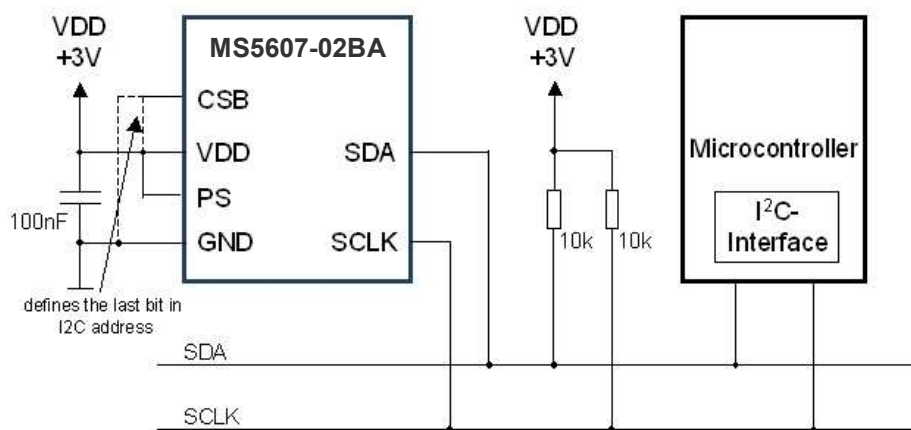 VDD
+3V
MS5607-02BA
CSB
VDD
PS
GND
SDA
SCLK
100nF
defines the last bit in
I2C address
VDD
+3V
10k
10k
Microcontroller
I²C-
Interface
SDA
SCLK